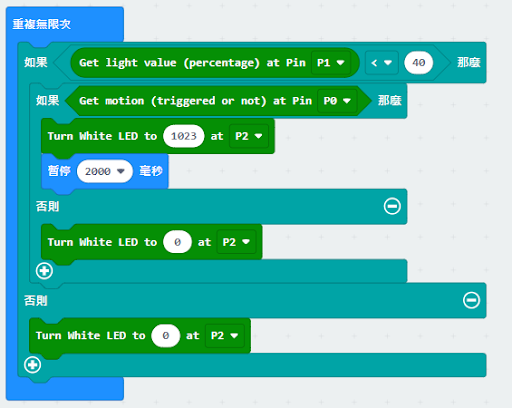 重複無限次
如果 Get light value (percentage) at Pin P1 < 40 那麼
如果 Get motion (triggered or not) at Pin P0 那麼
Turn White LED to 1023 at P2
暫停 2000 毫秒
否則
Turn White LED to 0 at P2
否則
Turn White LED to 0 at P2